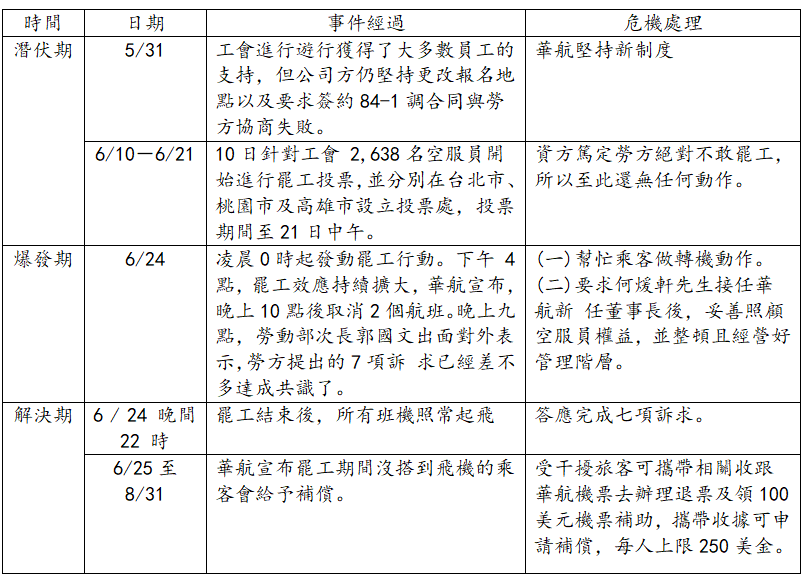 時間 日期 事件經過 危機處理
潛伏期 5/31 工會進行遊行獲得了大多數員工的 華航堅持新制度
支持，但公司方仍堅持更改報名地
點以及要求簽約 84-1 調合同與勞
方協商失敗。
6/10－6/21 10 日針對工會 2,638 名空服員開 資方篤定勞方絕對不敢罷工，
始進行罷工投票,並分別在台北市、 所以至此還無任何動作。
桃園市及高雄市設立投票處，投票
期間至 21 日中午。
爆發期 6/24 凌晨 0 時起發動罷工行動。下午 4 (一)幫忙乘客做轉機動作。
點，罷工效應持續擴大，華航宣布， (二)要求何煖軒先生接任華
晚上 10 點後取消 2 個航班。晚上九 航新 任董事長後，妥善照顧
點，勞動部次長郭國文出面對外表 空服員權益，並整頓且經營好
示,勞方提出的 7 項訴 求已經差不 管理階層。
多達成共識了。
解決期 6 / 24 晚間 罷工結束後，所有班機照常起飛 答應完成七項訴求。
22 時
6/25 至 華航宣布罷工期間沒搭到飛機的乘 受干擾旅客可攜帶相關收跟
8/31 客會給予補償。 華航機票去辦理退票及領 100
美元機票補助，攜帶收據可申
請補償，每人上限 250 美金。